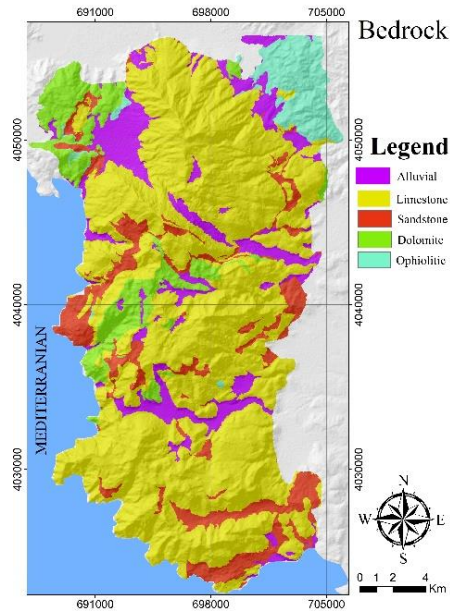 691000 698000 705000
Bedrock
4050000 4050000
Legend
Alluvial
Limestone
Sandstone
Dolomite
Ophiolitic
4040000 4040000
MEDITERRANIAN
4030000 4030000
N
W E
S
0 1 2 4
Km
691000 698000 705000